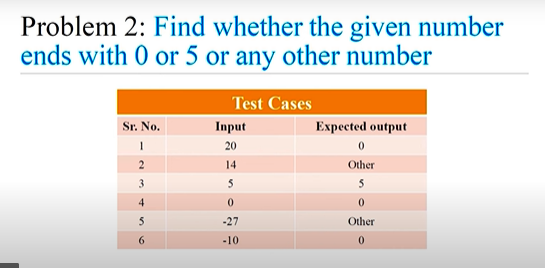 Problem 2: Find whether the given number
ends with 0 or 5 or any other number
Test Cases
Sr. No. Input Expected output
1 20 0
2 14 Other
3 5 5
4 0 0
5 -27 Other
6 -10 0